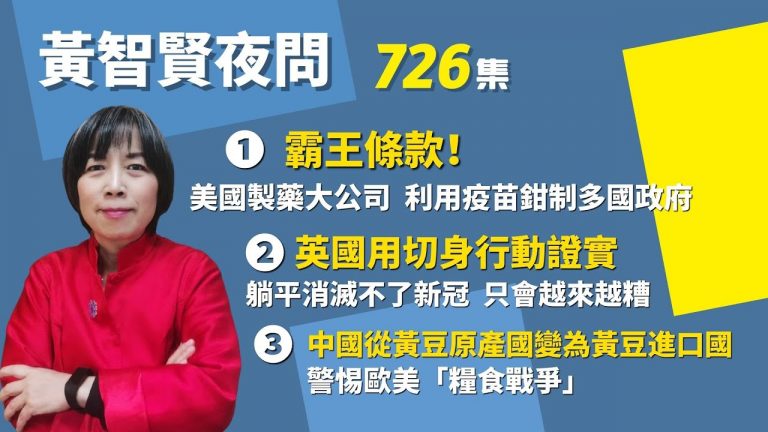 黃智賢夜問 726集
❶ 霸王條款！
美國製藥大公司 利用疫苗鉗制多國政府
❷ 英國用切身行動證實
躺平消滅不了新冠 只會越來越糟
❸ 中國從黃豆原產國變為黃豆進口國
警惕歐美「糧食戰爭」